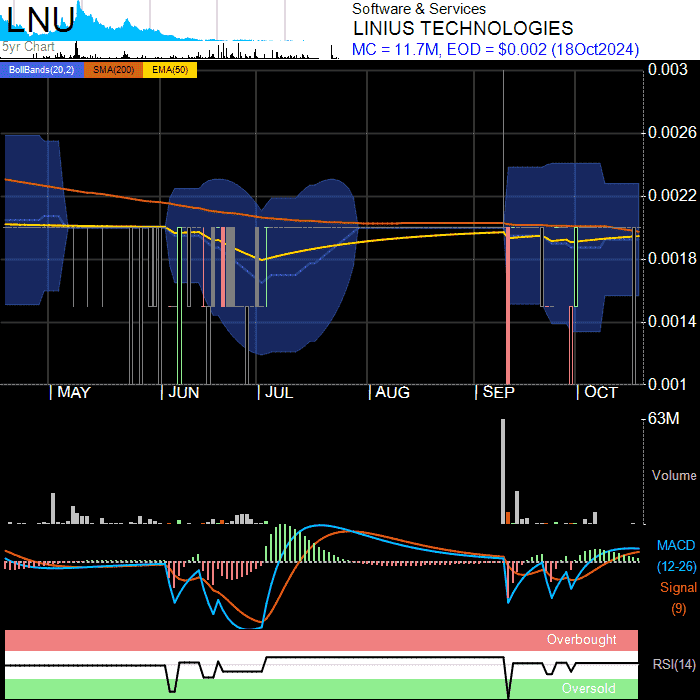 LNU
5yr Chart
Software & Services
LINIUS TECHNOLOGIES
MC = 11.7M, EOD = $0.002 (18Oct2024)
BollBands(20,2) SMA(200) EMA(50)
0.003
0.0026
0.0022
0.0018
0.0014
0.001
MAY JUN JUL AUG SEP OCT
63M
Volume
MACD
(12-26)
Signal
(9)
Overbought
RSI(14)
Oversold